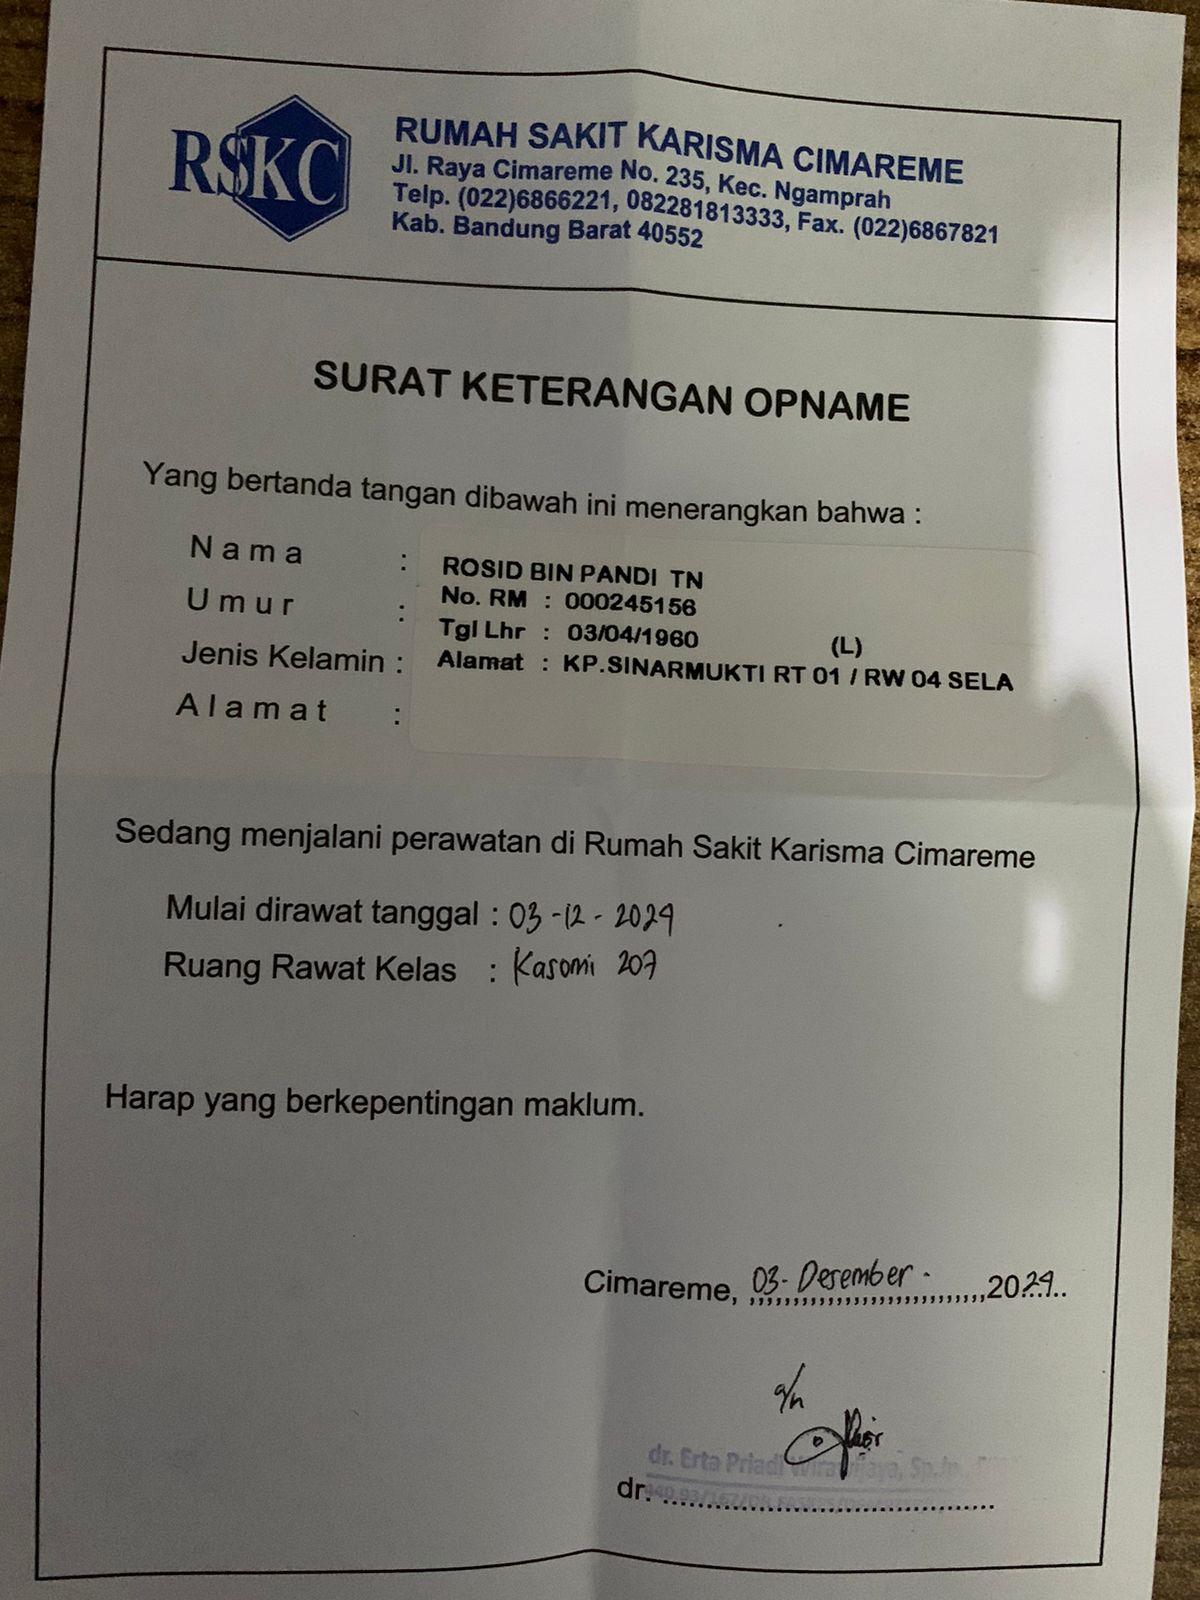 RSKC
RUMAH SAKIT KARISMA CIMAREME
Jl. Raya Cimareme No. 235, Kec. Ngamprah
Telp. (022)6866221, 082281813333, Fax. (022)6867821
Kab. Bandung Barat 40552
SURAT KETERANGAN OPNAME
Yang bertanda tangan dibawah ini menerangkan bahwa :
Nama :
Umur :
Jenis Kelamin :
Alamat :
ROSID BIN PANDI TN
No. RM : 000245156
Tgl Lhr : 03/04/1960 (L)
Alamat : KP.SINARMUKTI RT 01 / RW 04 SELA
Sedang menjalani perawatan di Rumah Sakit Karisma Cimareme
Mulai dirawat tanggal : 03-12-2024
Ruang Rawat Kelas : Kasomi 207
Harap yang berkepentingan maklum.
Cimareme, 03-Desember-2024
a/n
dr. Erta Priadi Wirawijaya, Sp.Jp.
dr.